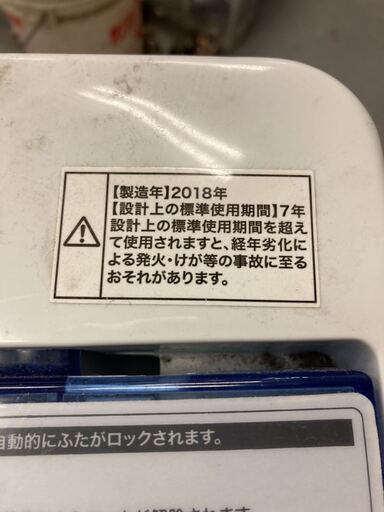 【製造年】2018年
【設計上の標準使用期間】7年
設計上の標準使用期間を超え
て使用されますと、経年劣化に
よる発火・けが等の事故に至る
おそれがあります。
自動的にふたがロックされます。